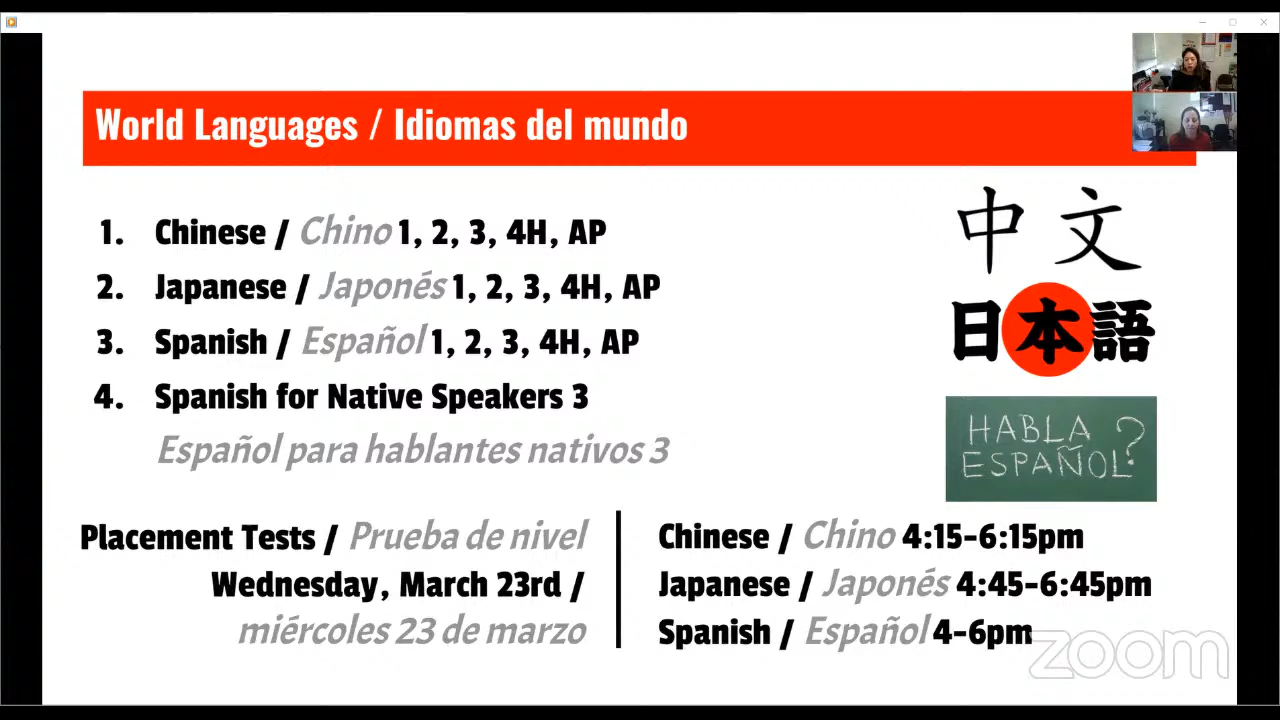 World Languages / Idiomas del mundo
1. Chinese / Chino 1, 2, 3, 4H, AP
2. Japanese / Japonés 1, 2, 3, 4H, AP
3. Spanish / Español 1, 2, 3, 4H, AP
4. Spanish for Native Speakers 3
Español para hablantes nativos 3
中文
日本語
HABLA
ESPAÑOL?
Placement Tests / Prueba de nivel
Wednesday, March 23rd /
miércoles 23 de marzo
Chinese / Chino 4:15-6:15pm
Japanese / Japonés 4:45-6:45pm
Spanish / Español 4-6pm
zoom